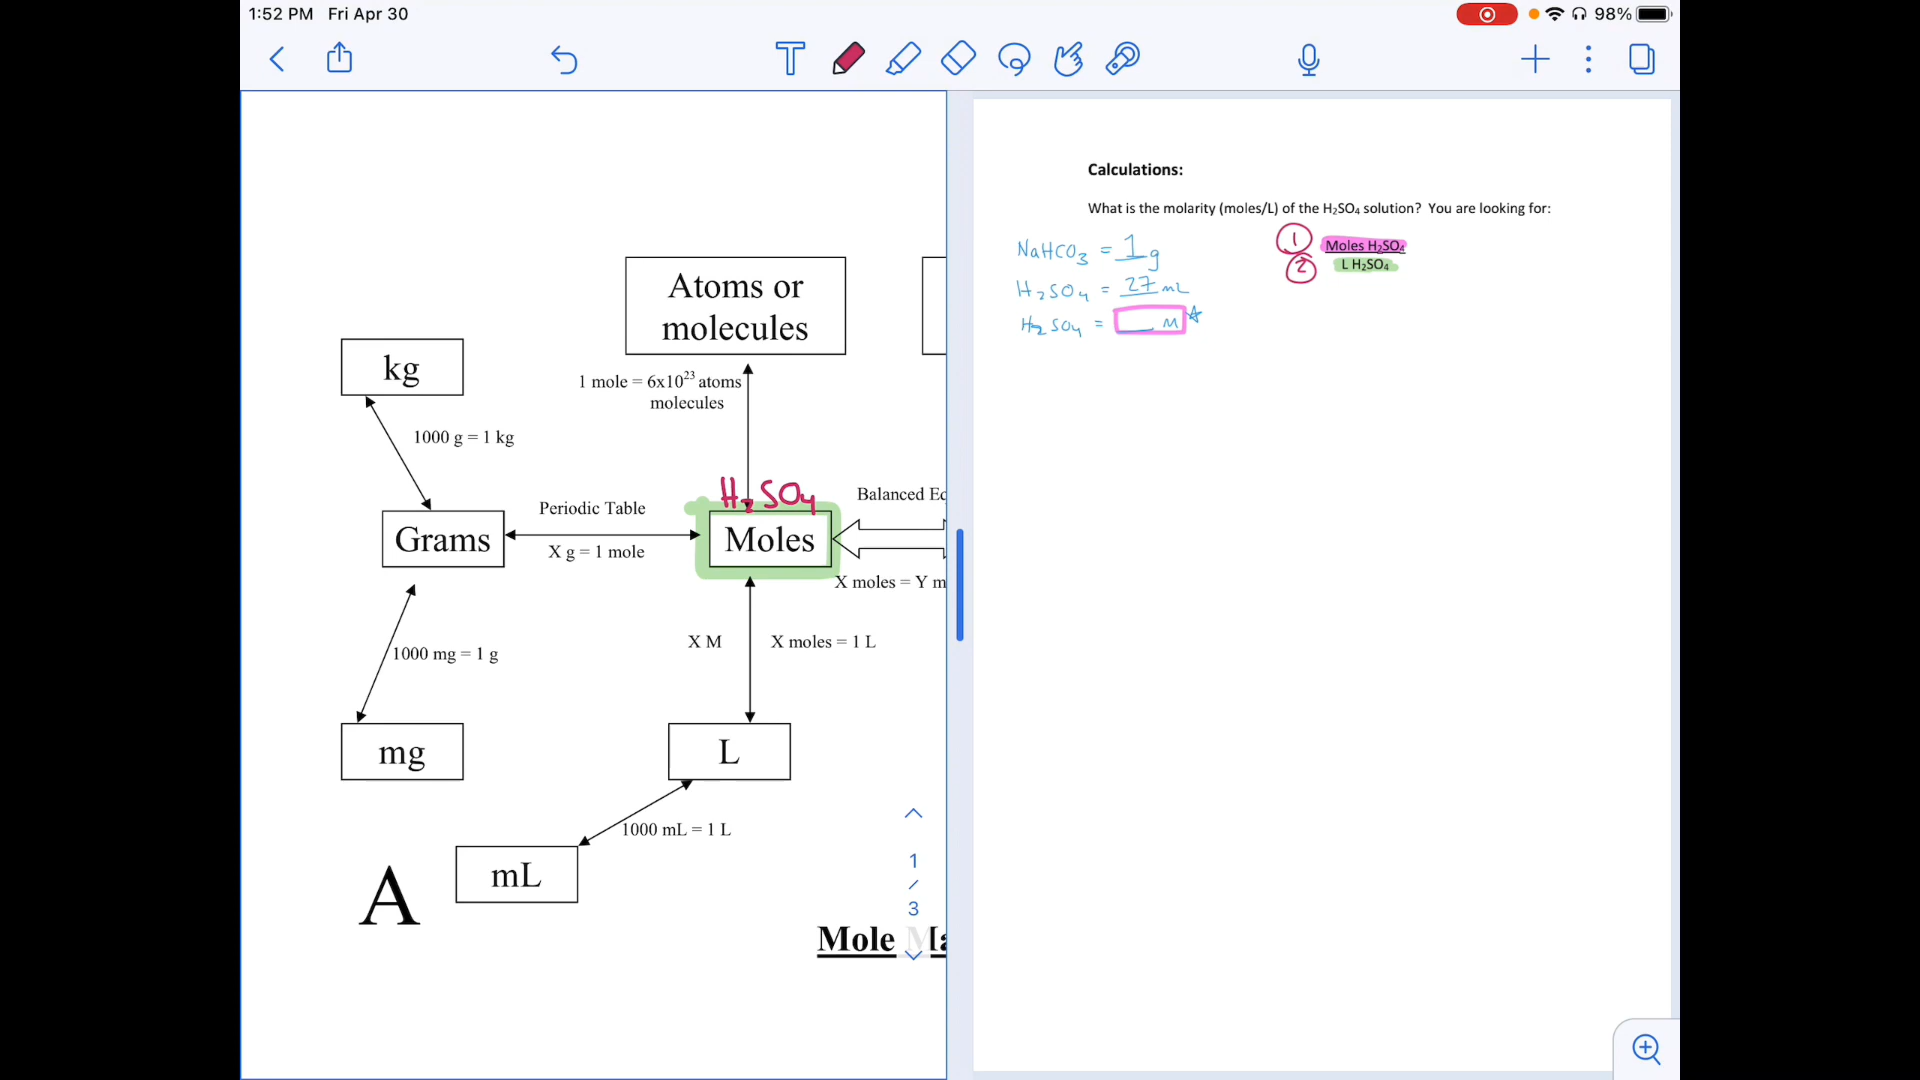 1:52 PM Fri Apr 30
98%
Atoms or
molecules
kg
1 mole = 6x10²³ atoms
molecules
1000 g = 1 kg
H₂SO₄
Periodic Table
Balanced Eq
Grams
Moles
X g = 1 mole
X moles = Y m
1000 mg = 1 g
X M
X moles = 1 L
mg
L
1000 mL = 1 L
mL
A
1
/
3
Mole Ma
Calculations:
What is the molarity (moles/L) of the H₂SO₄ solution? You are looking for:
NaHCO₃ = 1 g
H₂SO₄ = 27 mL
H₂SO₄ = __ M
1 Moles H₂SO₄
2 L H₂SO₄